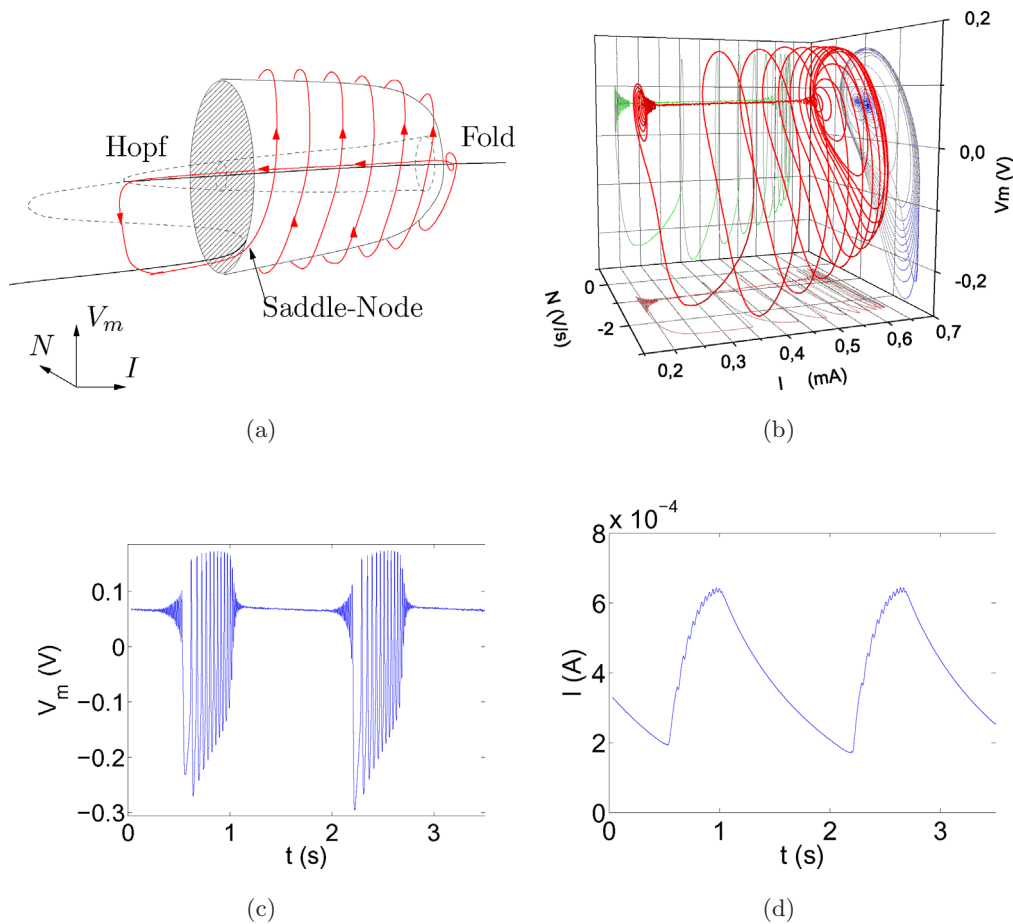 Hopf
Fold
Saddle-Node
V_m
N
I
(a)
0,2
0,0
-0,2
Vm (V)
0
-2
N (V/s)
0,2
0,3
0,4
0,5
0,6
0,7
I (mA)
(b)
0.1
0
−0.1
−0.2
−0.3
V_m (V)
0
1
2
3
t (s)
(c)
8 x 10^−4
6
4
2
0
I (A)
0
1
2
3
t (s)
(d)